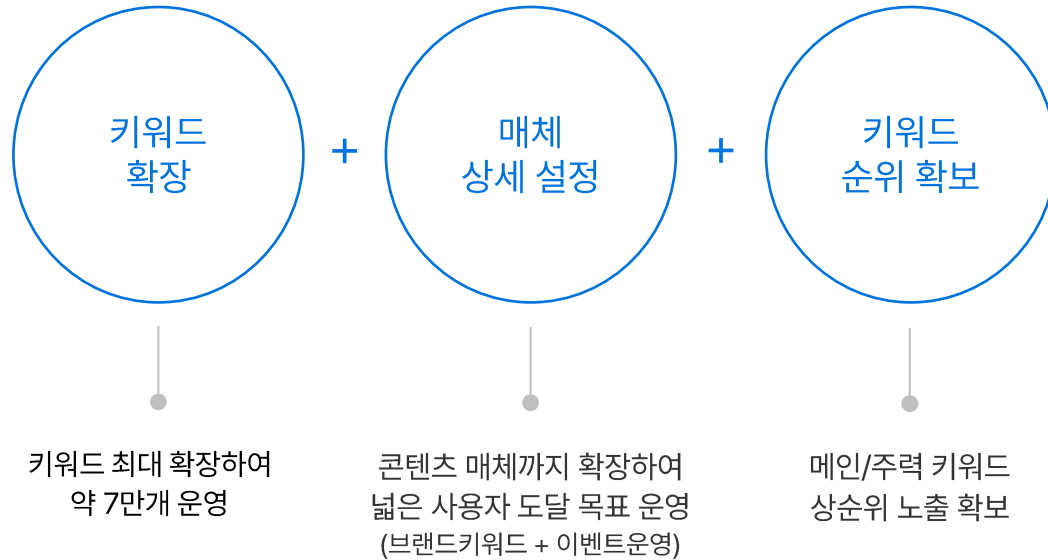 키워드
확장
+
매체
상세 설정
+
키워드
순위 확보
키워드 최대 확장하여
약 7만개 운영
콘텐츠 매체까지 확장하여
넓은 사용자 도달 목표 운영
(브랜드키워드 + 이벤트운영)
메인/주력 키워드
상순위 노출 확보